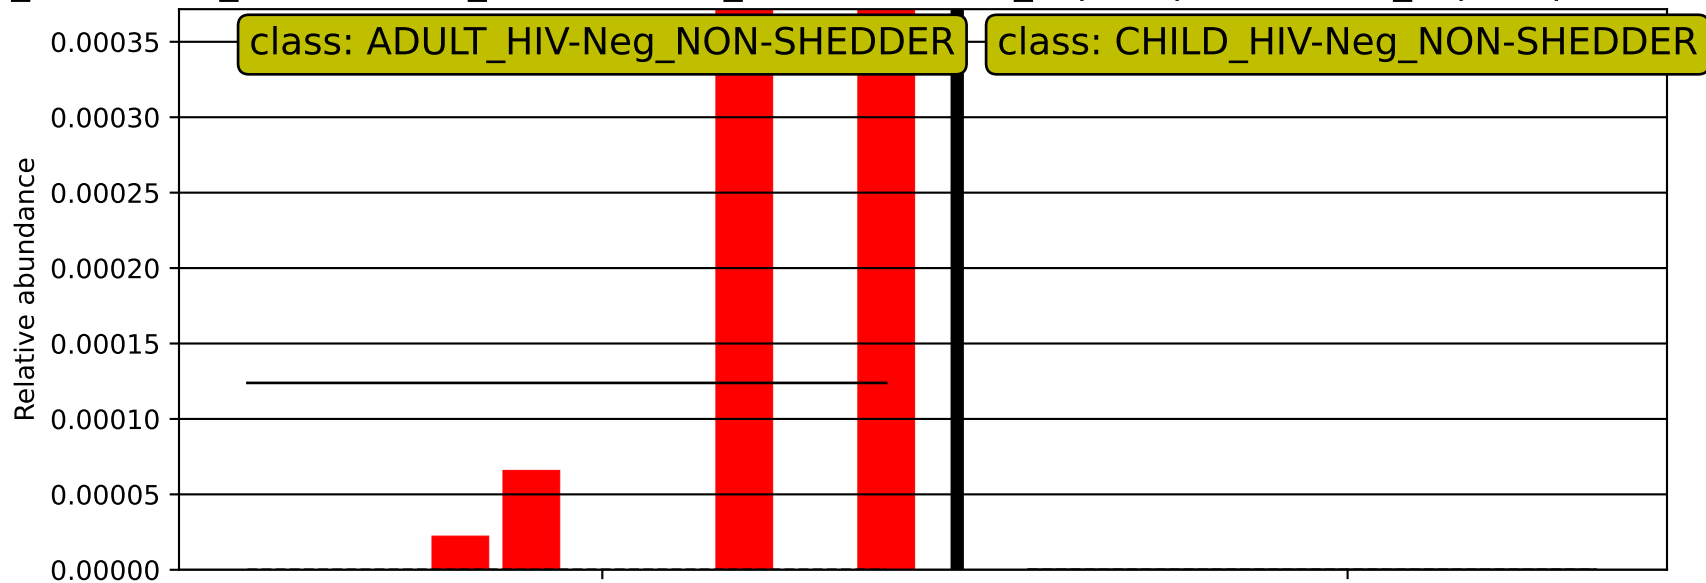 class: ADULT_HIV-Neg_NON-SHEDDER
class: CHILD_HIV-Neg_NON-SHEDDER
0.00035
0.00030
0.00025
0.00020
0.00015
0.00010
0.00005
0.00000
Relative abundance